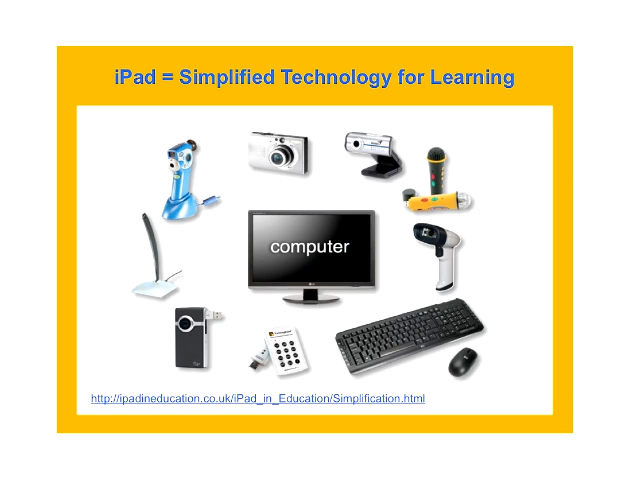 iPad = Simplified Technology for Learning
computer
http://ipadineducation.co.uk/iPad_in_Education/Simplification.html